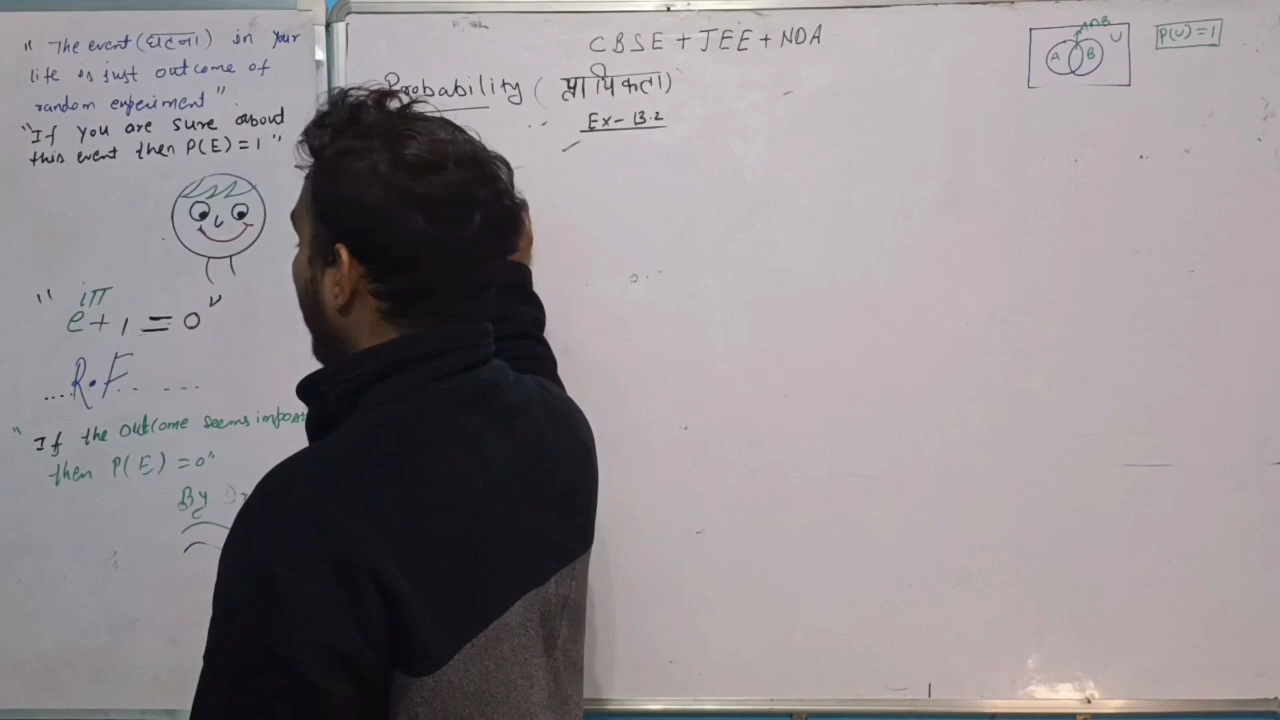 " The event (घटना) in your
life is just outcome of
random experiment"
"If you are sure about
this event then P(E) = 1 "
" e^iπ + 1 = 0 "
....R.F.. ...
" If the outcome seems
then P(E) = 0"
By
CBSE + JEE + NDA
Probability ( प्रायिकता)
Ex- 13.2
A∩B
A B U
P(U) = 1